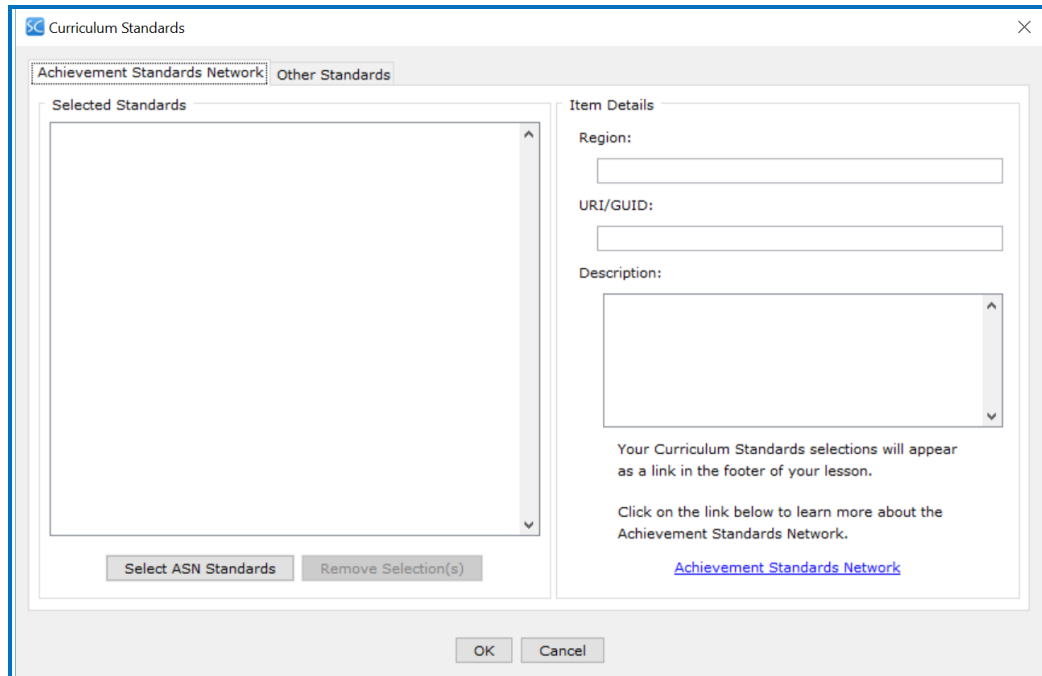 SC Curriculum Standards
Achievement Standards Network Other Standards
Selected Standards
Select ASN Standards Remove Selection(s)
Item Details
Region:
URI/GUID:
Description:
Your Curriculum Standards selections will appear
as a link in the footer of your lesson.
Click on the link below to learn more about the
Achievement Standards Network.
Achievement Standards Network
OK Cancel